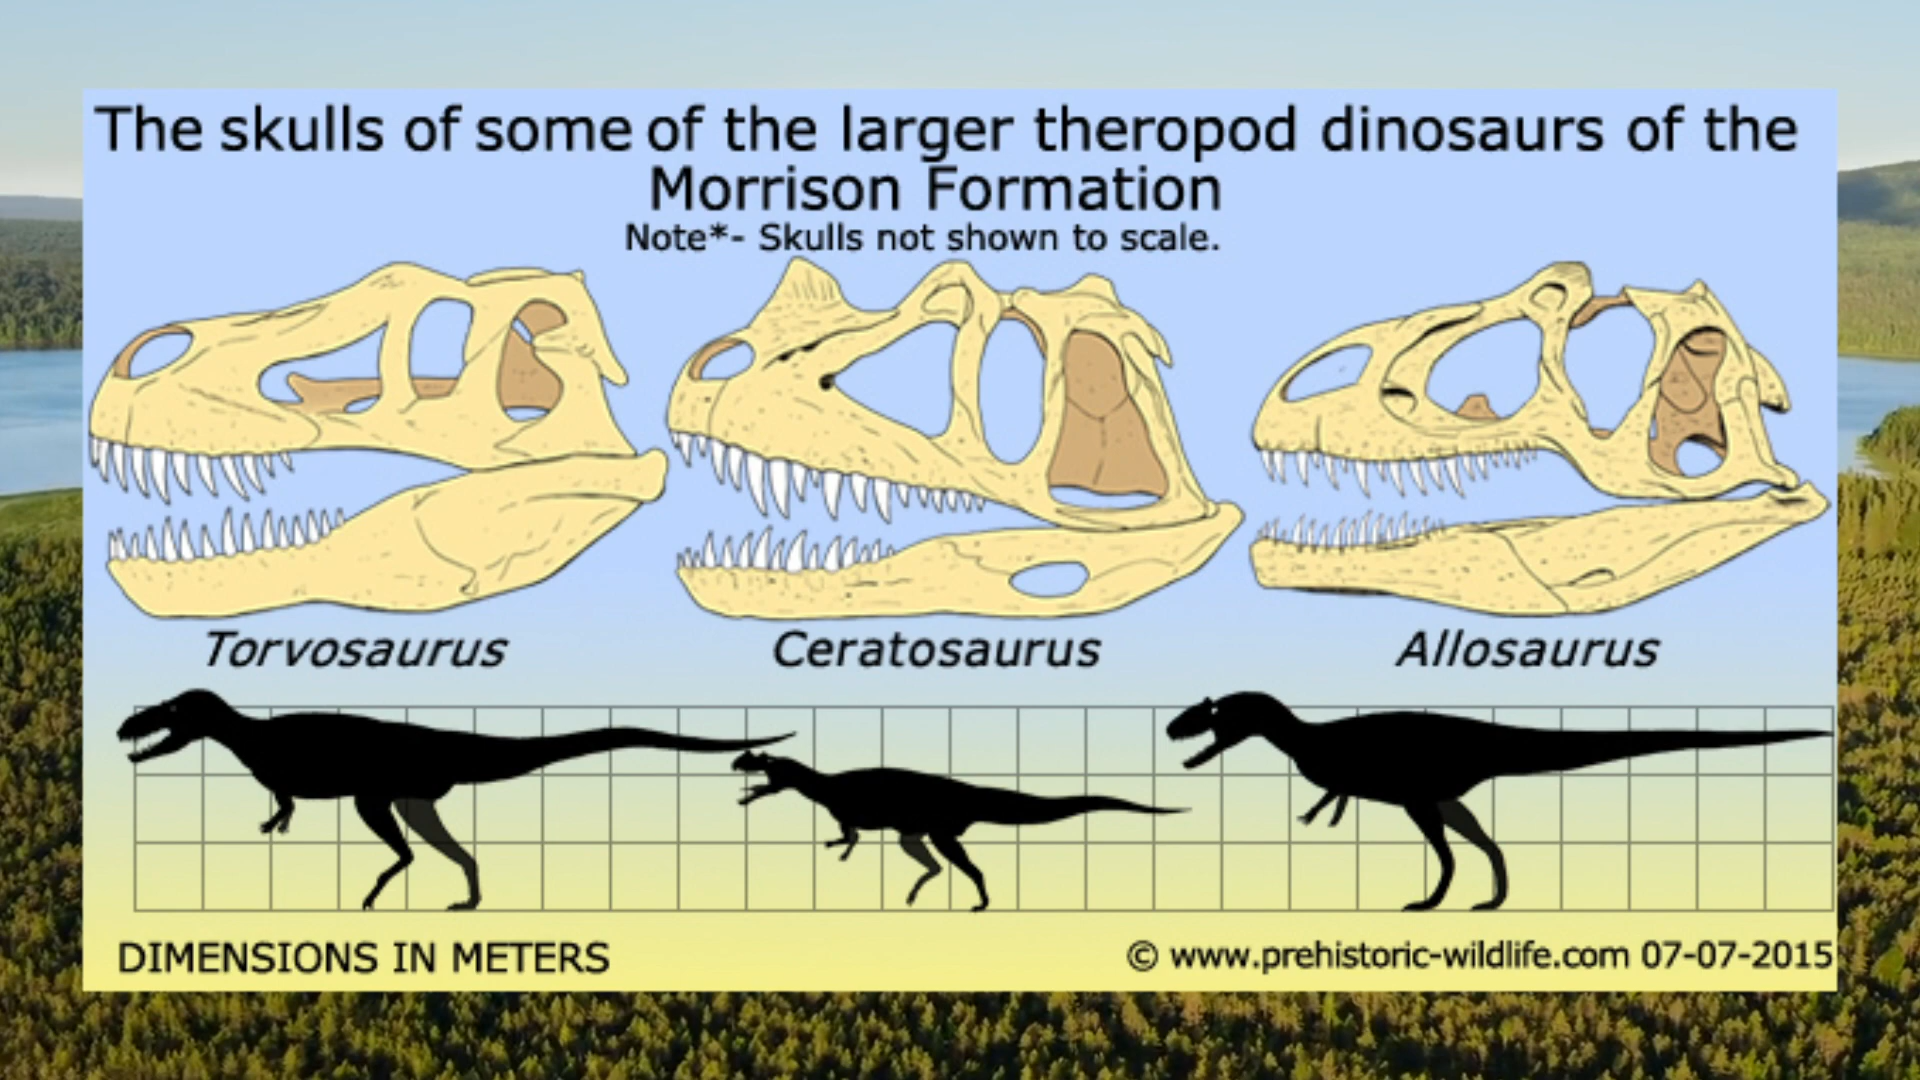 The skulls of some of the larger theropod dinosaurs of the
Morrison Formation
Note*- Skulls not shown to scale.
Torvosaurus
Ceratosaurus
Allosaurus
DIMENSIONS IN METERS
© www.prehistoric-wildlife.com 07-07-2015